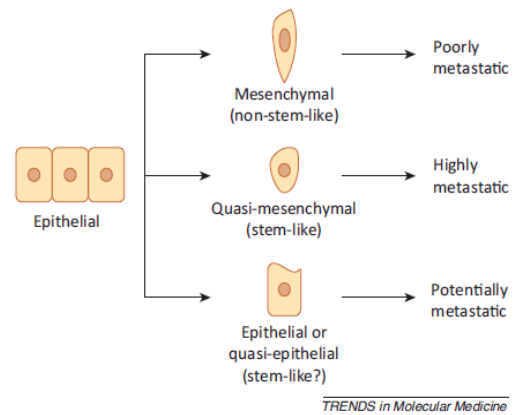 Mesenchymal
(non-stem-like)
Poorly
metastatic
Epithelial
Quasi-mesenchymal
(stem-like)
Highly
metastatic
Epithelial or
quasi-epithelial
(stem-like?)
Potentially
metastatic
TRENDS in Molecular Medicine